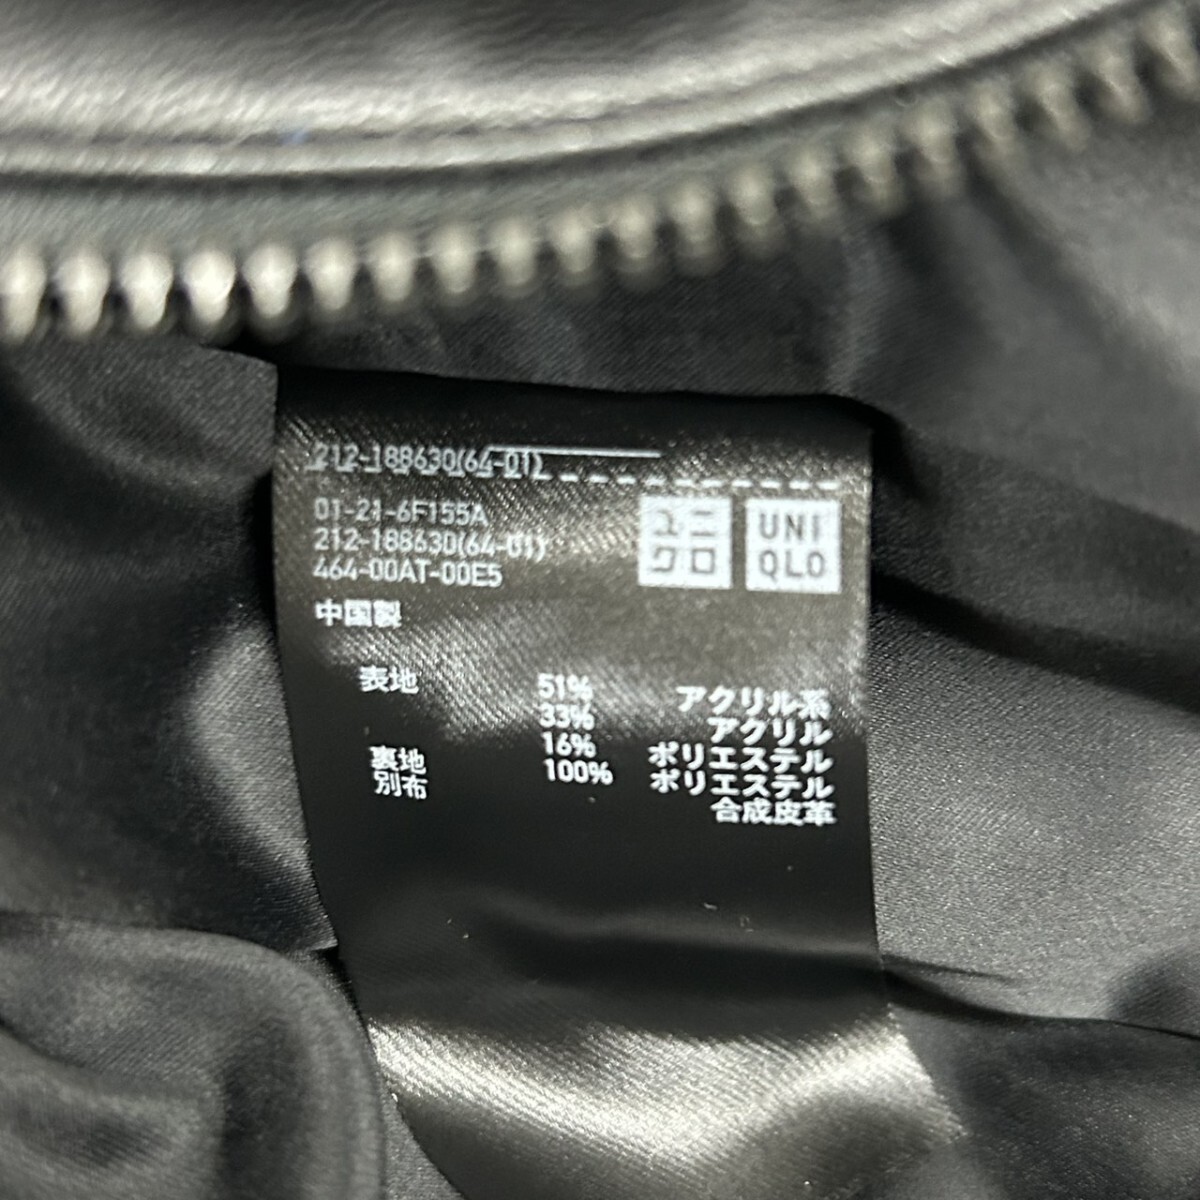 212-188630(64-01)
01-21-6F155A
212-188630(64-01)
464-00AT-00E5
ユニ
クロ
UNI
QLO
中国製
表地 51% アクリル系
33% アクリル
16% ポリエステル
裏地 100% ポリエステル
別布 合成皮革